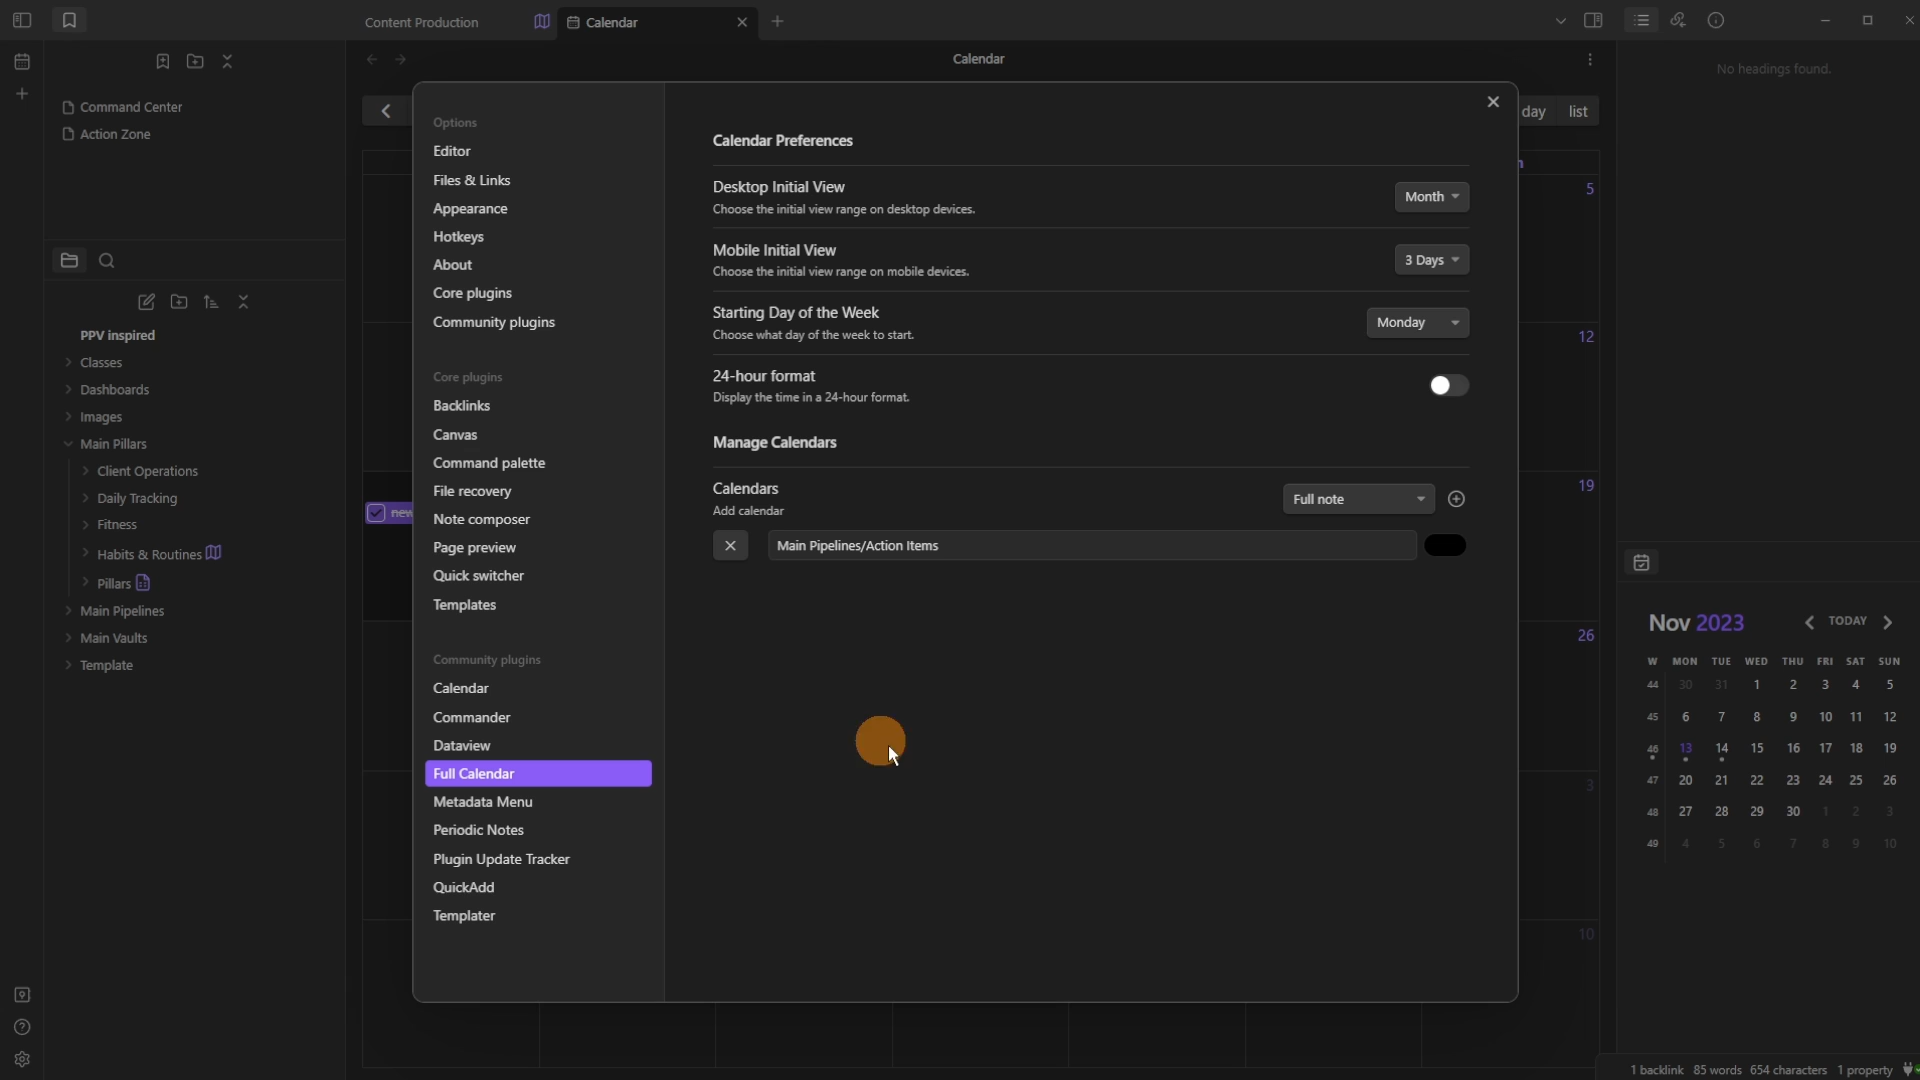 Content Production
Calendar
Calendar
No headings found.
Command Center
Action Zone
day list
5
12
19
26
3
10
PPV inspired
Classes
Dashboards
Images
Main Pillars
Client Operations
Daily Tracking
Fitness
Habits & Routines
Pillars
Main Pipelines
Main Vaults
Template
Options
Editor
Files & Links
Appearance
Hotkeys
About
Core plugins
Community plugins
Core plugins
Backlinks
Canvas
Command palette
File recovery
Note composer
Page preview
Quick switcher
Templates
Community plugins
Calendar
Commander
Dataview
Full Calendar
Metadata Menu
Periodic Notes
Plugin Update Tracker
QuickAdd
Templater
Calendar Preferences
Desktop Initial View
Choose the initial view range on desktop devices.
Month
Mobile Initial View
Choose the initial view range on mobile devices.
3 Days
Starting Day of the Week
Choose what day of the week to start.
Monday
24-hour format
Display the time in a 24-hour format.
Manage Calendars
Calendars
Add calendar
Full note
Main Pipelines/Action Items
Nov 2023
TODAY
W MON TUE WED THU FRI SAT SUN
44 30 31 1 2 3 4 5
45 6 7 8 9 10 11 12
46 13 14 15 16 17 18 19
47 20 21 22 23 24 25 26
48 27 28 29 30 1 2 3
49 4 5 6 7 8 9 10
1 backlink 85 words 654 characters 1 property